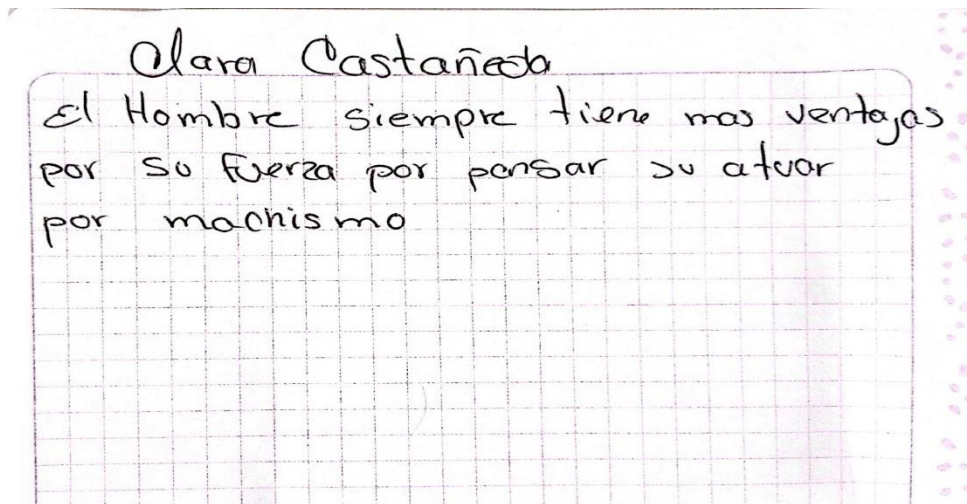 Clara Castañeda
El Hombre siempre tiene mas ventajas
por su fuerza por pensar su atuar
por machismo